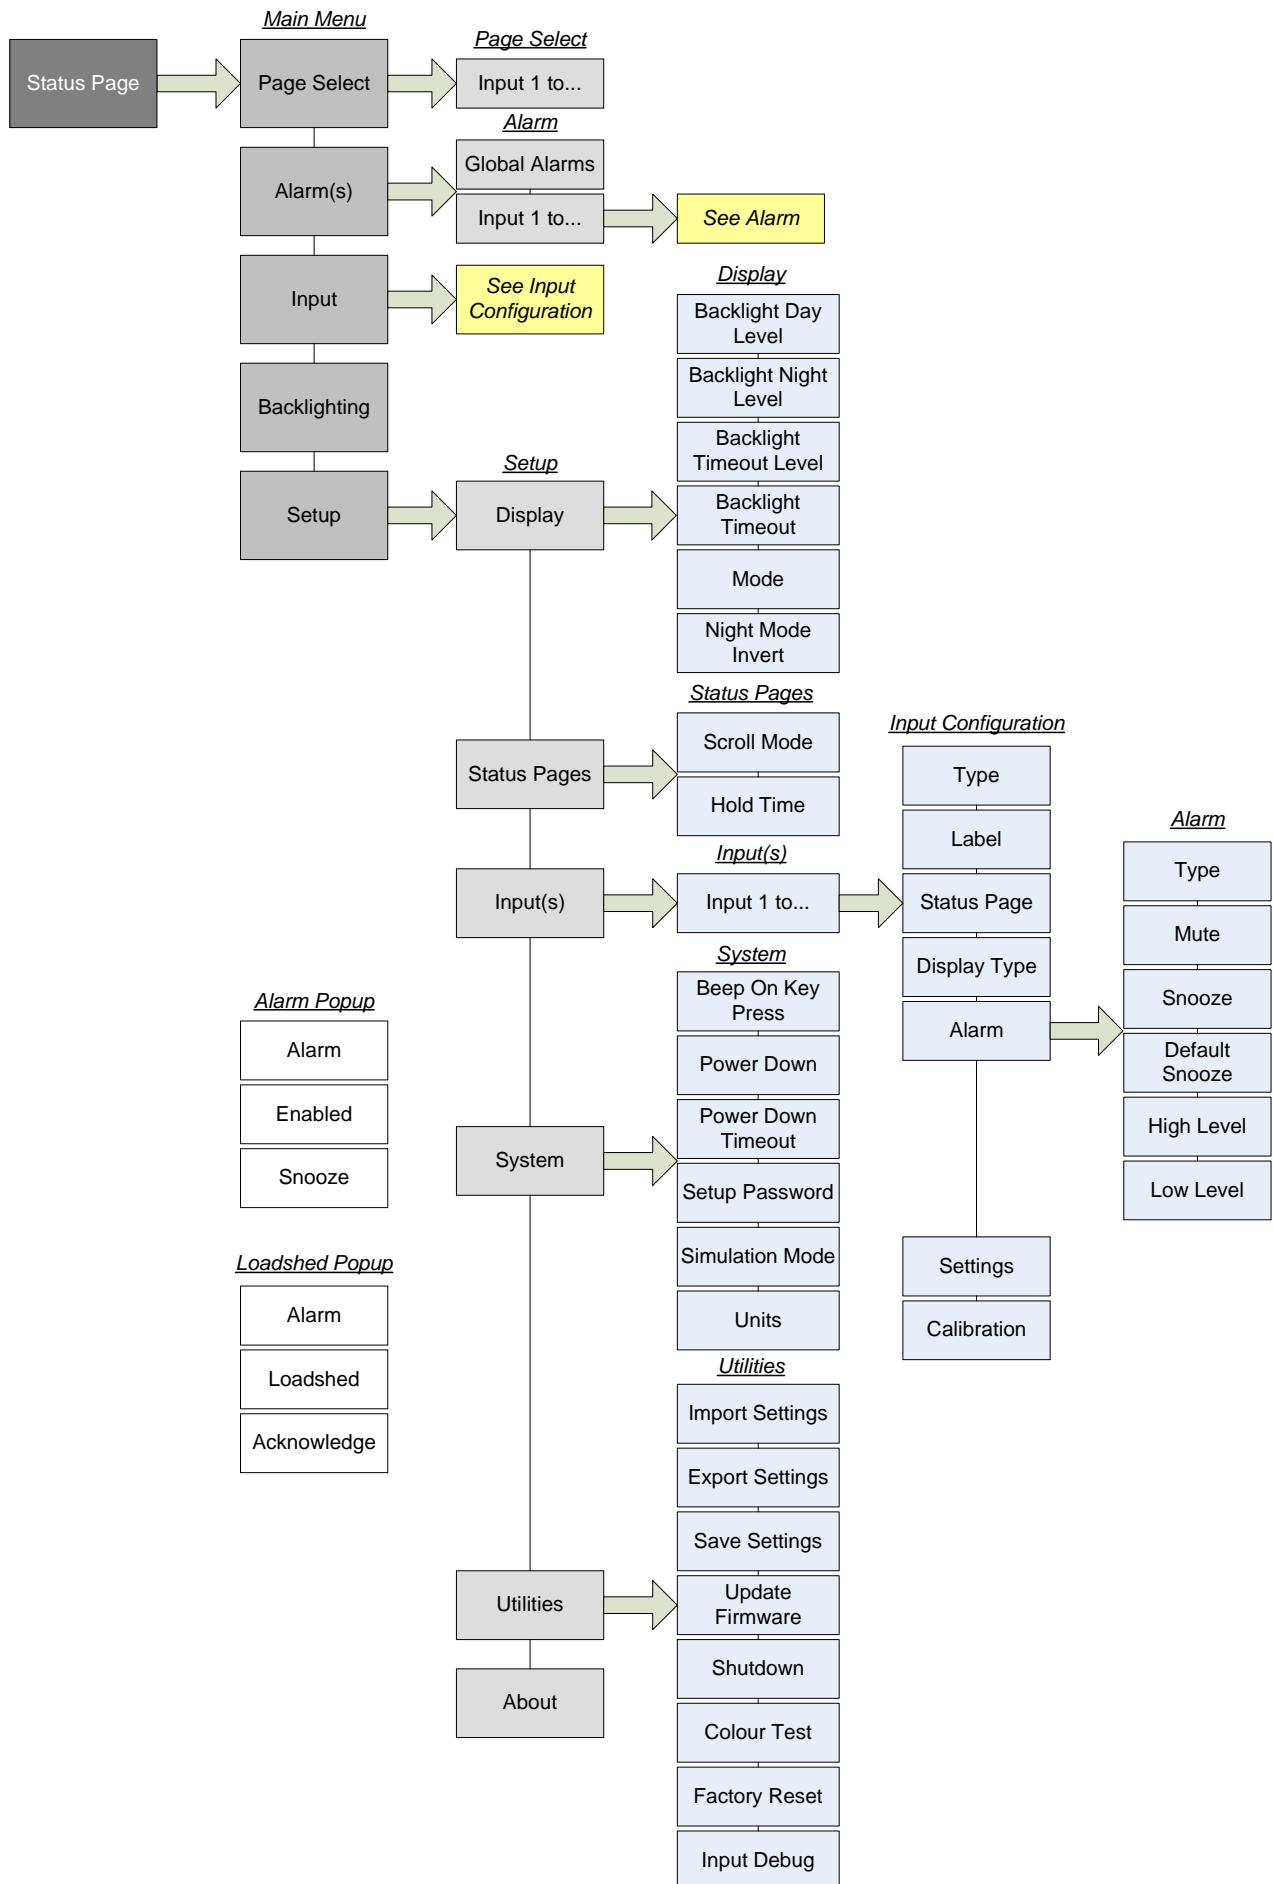 Main Menu
Status Page
Page Select
Page Select
Input 1 to...
Alarm(s)
Alarm
Global Alarms
Input 1 to...
See Alarm
Input
See Input
Configuration
Backlighting
Setup
Setup
Display
Display
Backlight Day
Level
Backlight Night
Level
Backlight
Timeout Level
Backlight
Timeout
Mode
Night Mode
Invert
Status Pages
Status Pages
Scroll Mode
Hold Time
Input(s)
Input(s)
Input 1 to...
Input Configuration
Type
Label
Status Page
Display Type
Alarm
Settings
Calibration
Alarm
Type
Mute
Snooze
Default
Snooze
High Level
Low Level
System
System
Beep On Key
Press
Power Down
Power Down
Timeout
Setup Password
Simulation Mode
Units
Alarm Popup
Alarm
Enabled
Snooze
Loadshed Popup
Alarm
Loadshed
Acknowledge
Utilities
Utilities
Import Settings
Export Settings
Save Settings
Update
Firmware
Shutdown
Colour Test
Factory Reset
Input Debug
About